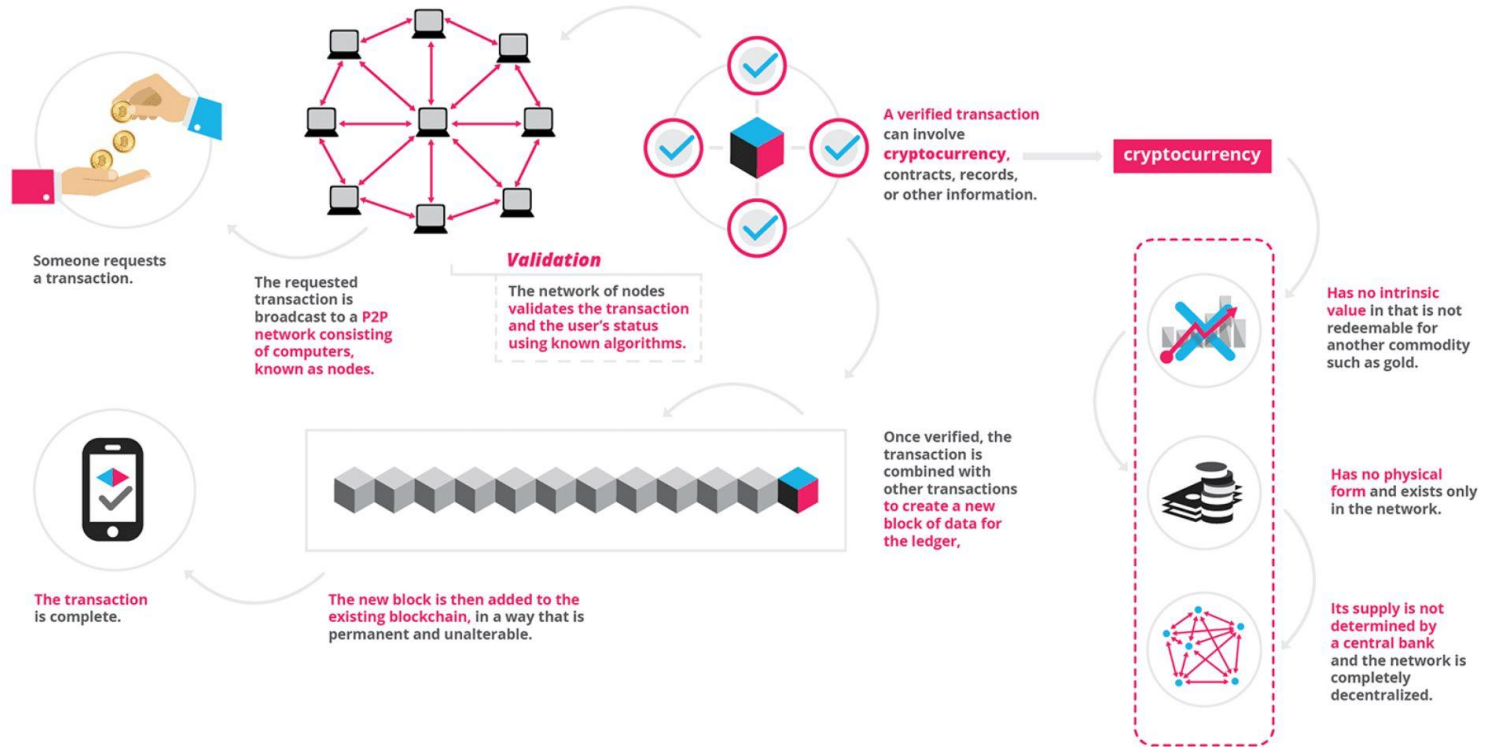 Someone requests
a transaction.
The requested
transaction is
broadcast to a P2P
network consisting
of computers,
known as nodes.
Validation
The network of nodes
validates the transaction
and the user's status
using known algorithms.
A verified transaction
can involve
cryptocurrency,
contracts, records,
or other information.
cryptocurrency
Has no intrinsic
value in that is not
redeemable for
another commodity
such as gold.
Has no physical
form and exists only
in the network.
Its supply is not
determined by
a central bank
and the network is
completely
decentralized.
Once verified, the
transaction is
combined with
other transactions
to create a new
block of data for
the ledger,
The new block is then added to the
existing blockchain, in a way that is
permanent and unalterable.
The transaction
is complete.